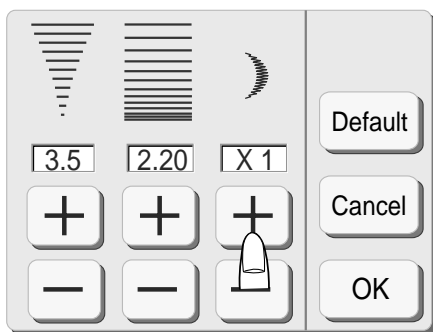 3.5 2.20 X 1
+ + +
− − −
Default
Cancel
OK